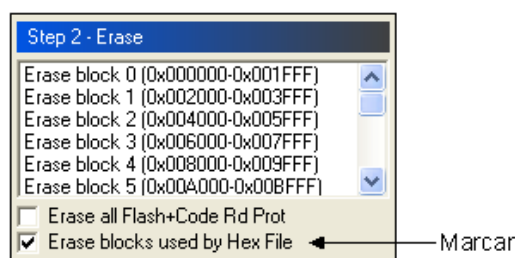 Step 2 - Erase
Erase block 0 (0x000000-0x001FFF)
Erase block 1 (0x002000-0x003FFF)
Erase block 2 (0x004000-0x005FFF)
Erase block 3 (0x006000-0x007FFF)
Erase block 4 (0x008000-0x009FFF)
Erase block 5 (0x00A000-0x00BFFF)
Erase all Flash+Code Rd Prot
Erase blocks used by Hex File
Marcar